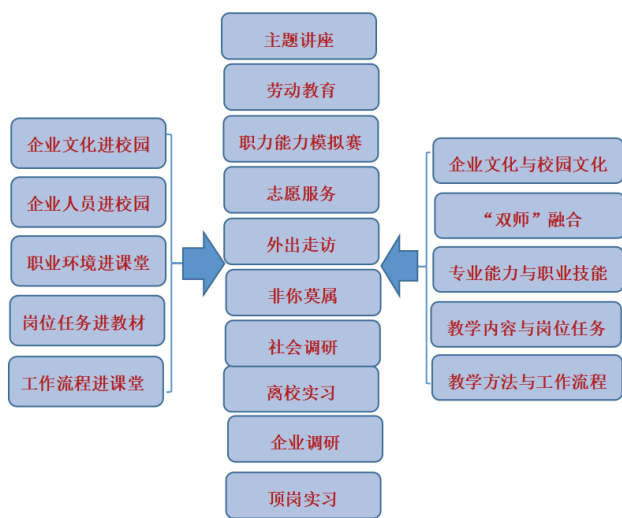 主题讲座
劳动教育
职力能力模拟赛
志愿服务
外出走访
非你莫属
社会调研
离校实习
企业调研
顶岗实习
企业文化进校园
企业人员进校园
职业环境进课堂
岗位任务进教材
工作流程进课堂
企业文化与校园文化
“双师”融合
专业能力与职业技能
教学内容与岗位任务
教学方法与工作流程